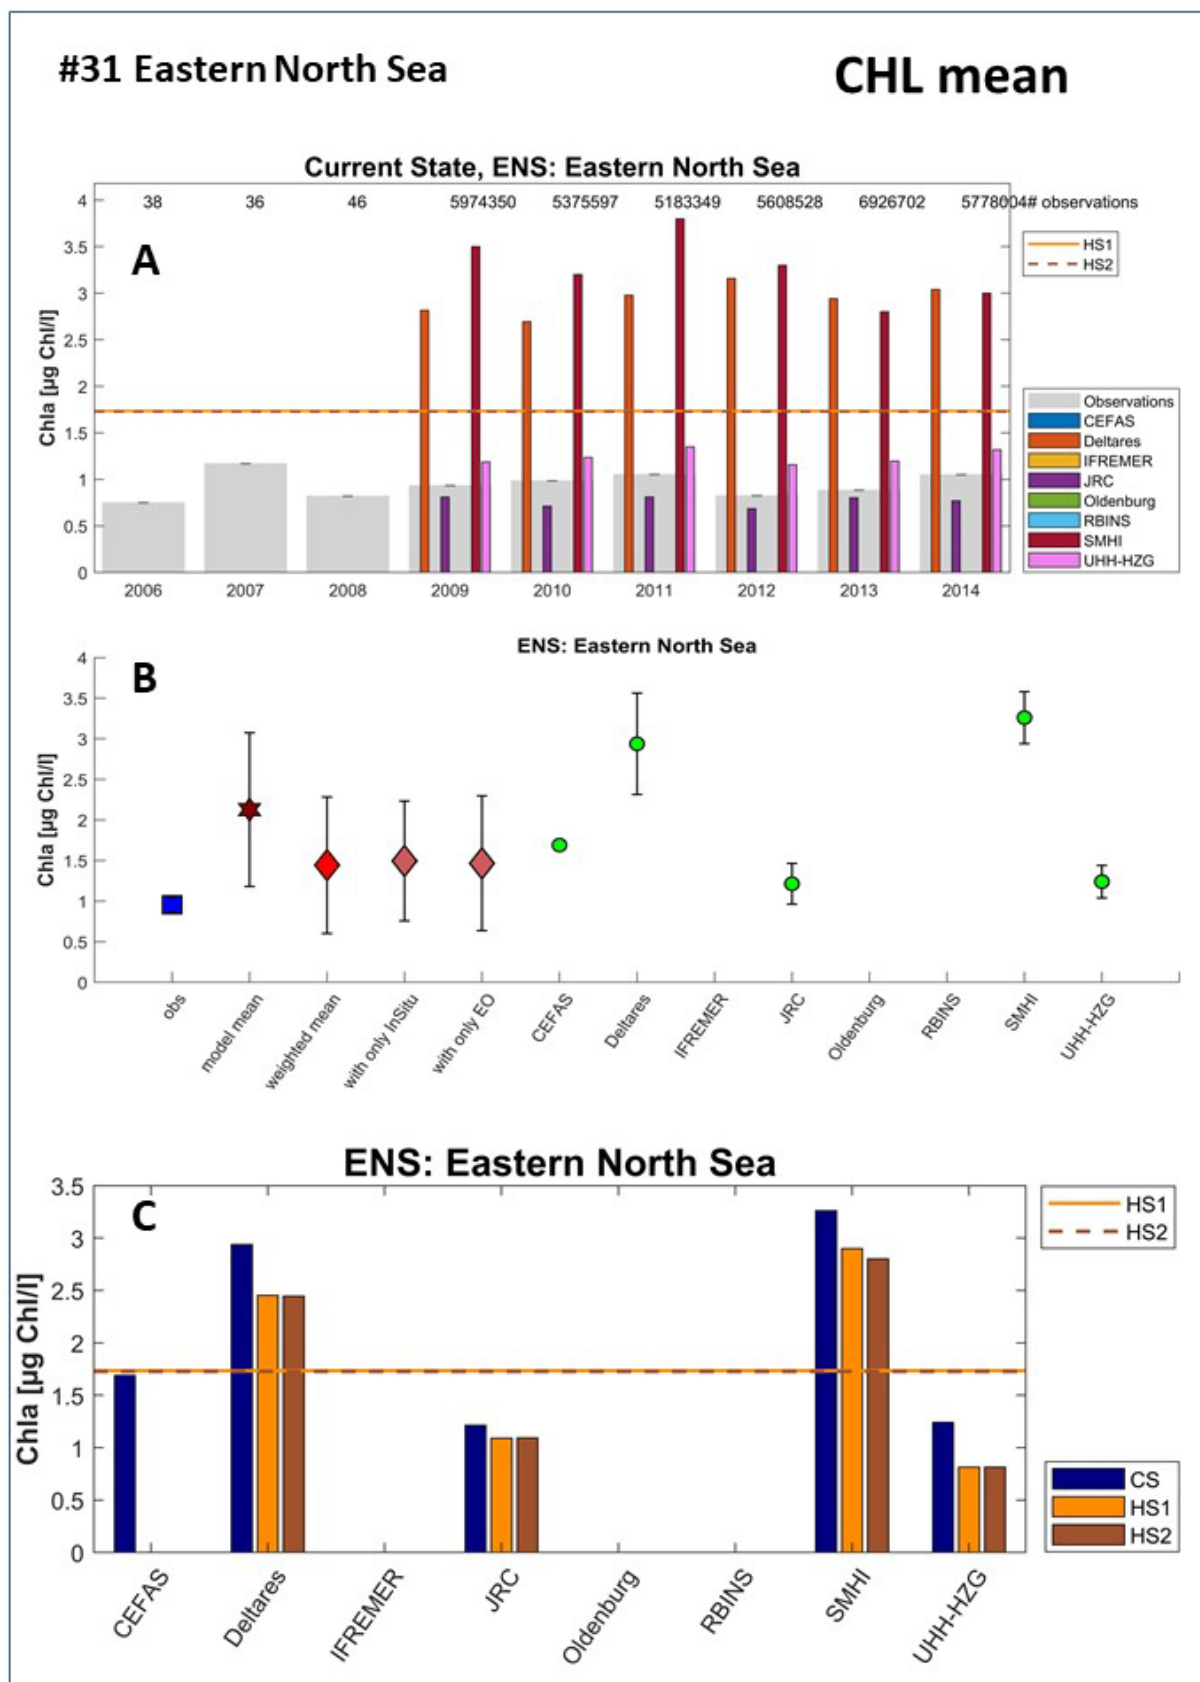 #31 Eastern North Sea
CHL mean
Current State, ENS: Eastern North Sea
38 36 46 5974350 5375597 5183349 5608528 6926702 5778004# observations
A
Chla [µg Chl/l]
4
3.5
3
2.5
2
1.5
1
0.5
0
2006 2007 2008 2009 2010 2011 2012 2013 2014
HS1
HS2
Observations
CEFAS
Deltares
IFREMER
JRC
Oldenburg
RBINS
SMHI
UHH-HZG
ENS: Eastern North Sea
B
Chla [µg Chl/l]
4
3.5
3
2.5
2
1.5
1
0.5
0
obs
model mean
weighted mean
with only InSitu
with only EO
CEFAS
Deltares
IFREMER
JRC
Oldenburg
RBINS
SMHI
UHH-HZG
ENS: Eastern North Sea
C
Chla [µg Chl/l]
3.5
3
2.5
2
1.5
1
0.5
0
CEFAS
Deltares
IFREMER
JRC
Oldenburg
RBINS
SMHI
UHH-HZG
HS1
HS2
CS
HS1
HS2